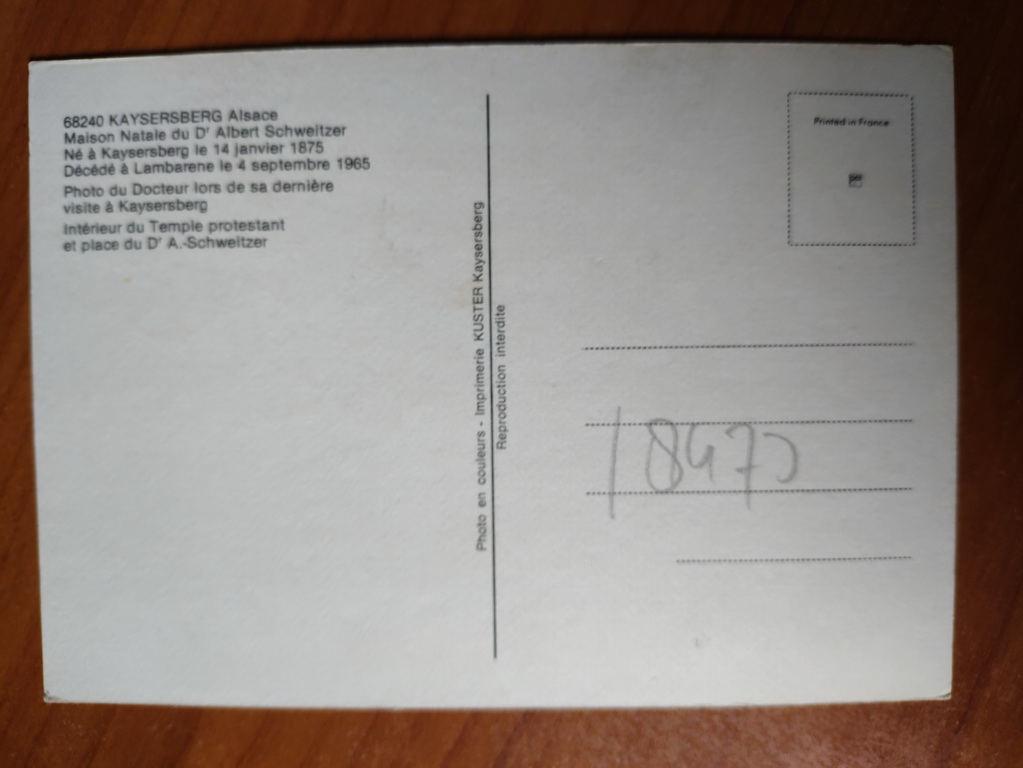 68240 KAYSERSBERG Alsace
Maison Natale du Dr Albert Schweitzer
Né à Kaysersberg le 14 janvier 1875
Décédé à Lambarene le 4 septembre 1965
Photo du Docteur lors de sa dernière
visite à Kaysersberg
Intérieur du Temple protestant
et place du Dr A.-Schweitzer
Photo en couleurs - Imprimerie KUSTER Kaysersberg
Reproduction interdite
Printed in France